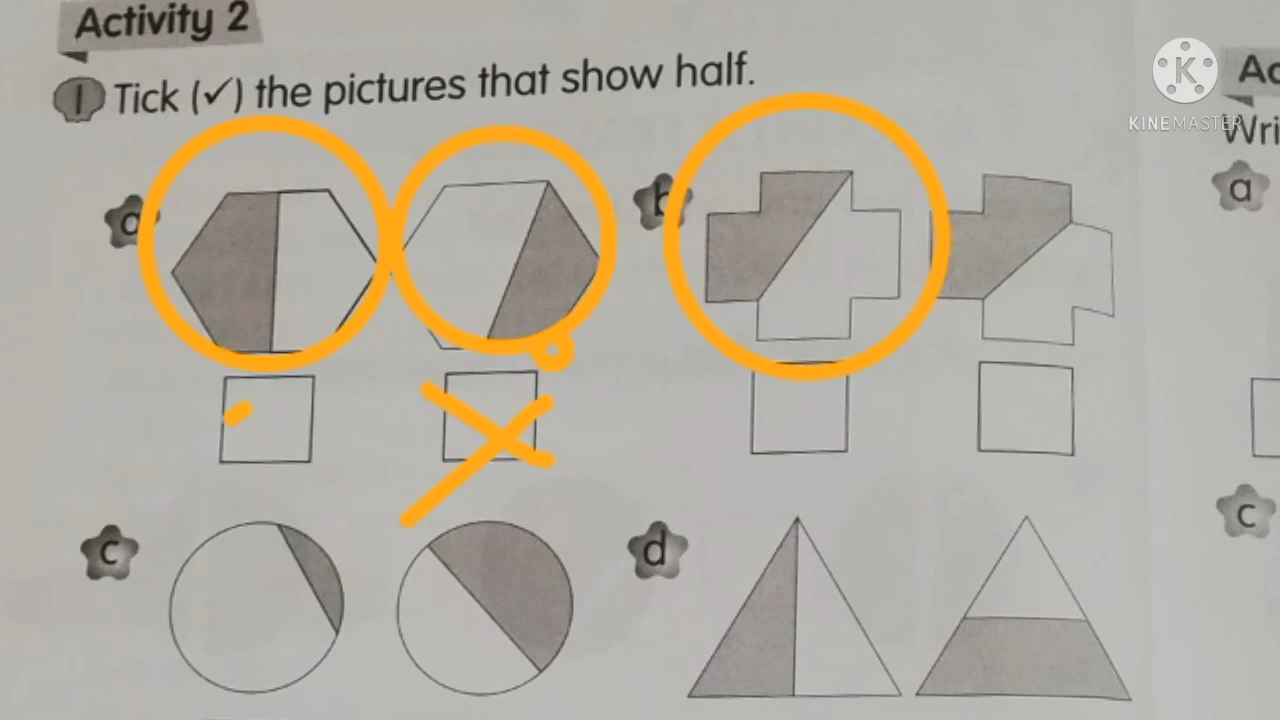 Activity 2
1 Tick (✓) the pictures that show half.
a
b
c
d
K
KINEMASTER
Ac
Wri
a
c